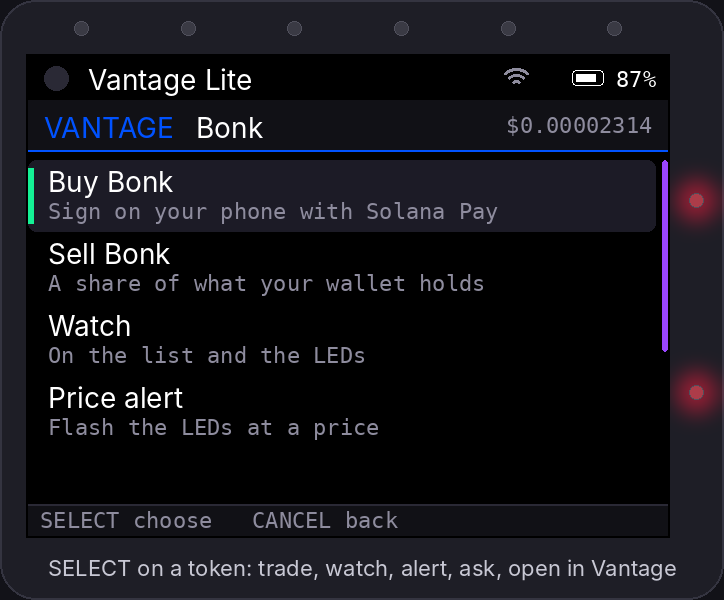 Vantage Lite 87%
VANTAGE Bonk $0.00002314
Buy Bonk
Sign on your phone with Solana Pay
Sell Bonk
A share of what your wallet holds
Watch
On the list and the LEDs
Price alert
Flash the LEDs at a price
SELECT choose CANCEL back
SELECT on a token: trade, watch, alert, ask, open in Vantage